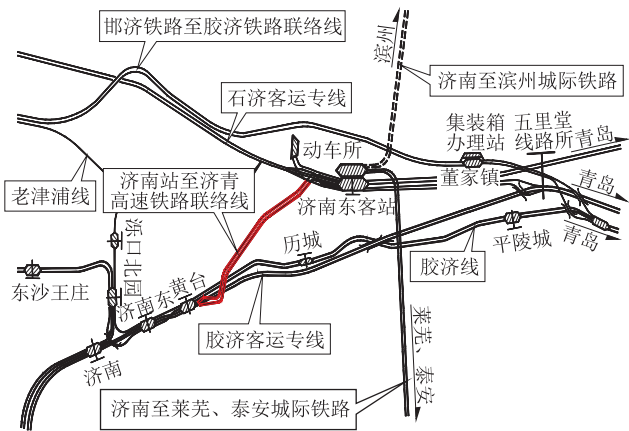 邯济铁路至胶济铁路联络线
滨州
济南至滨州城际铁路
石济客运专线
集装箱
办理站
五里堂
线路所
青岛
动车所
老津浦线
济南站至济青
高速铁路联络线
济南东客站
董家镇
青岛
泺口
北园
历城
平陵城
青岛
胶济线
东沙王庄
济南东
黄台
胶济客运专线
济南
莱芜、泰安
济南至莱芜、泰安城际铁路